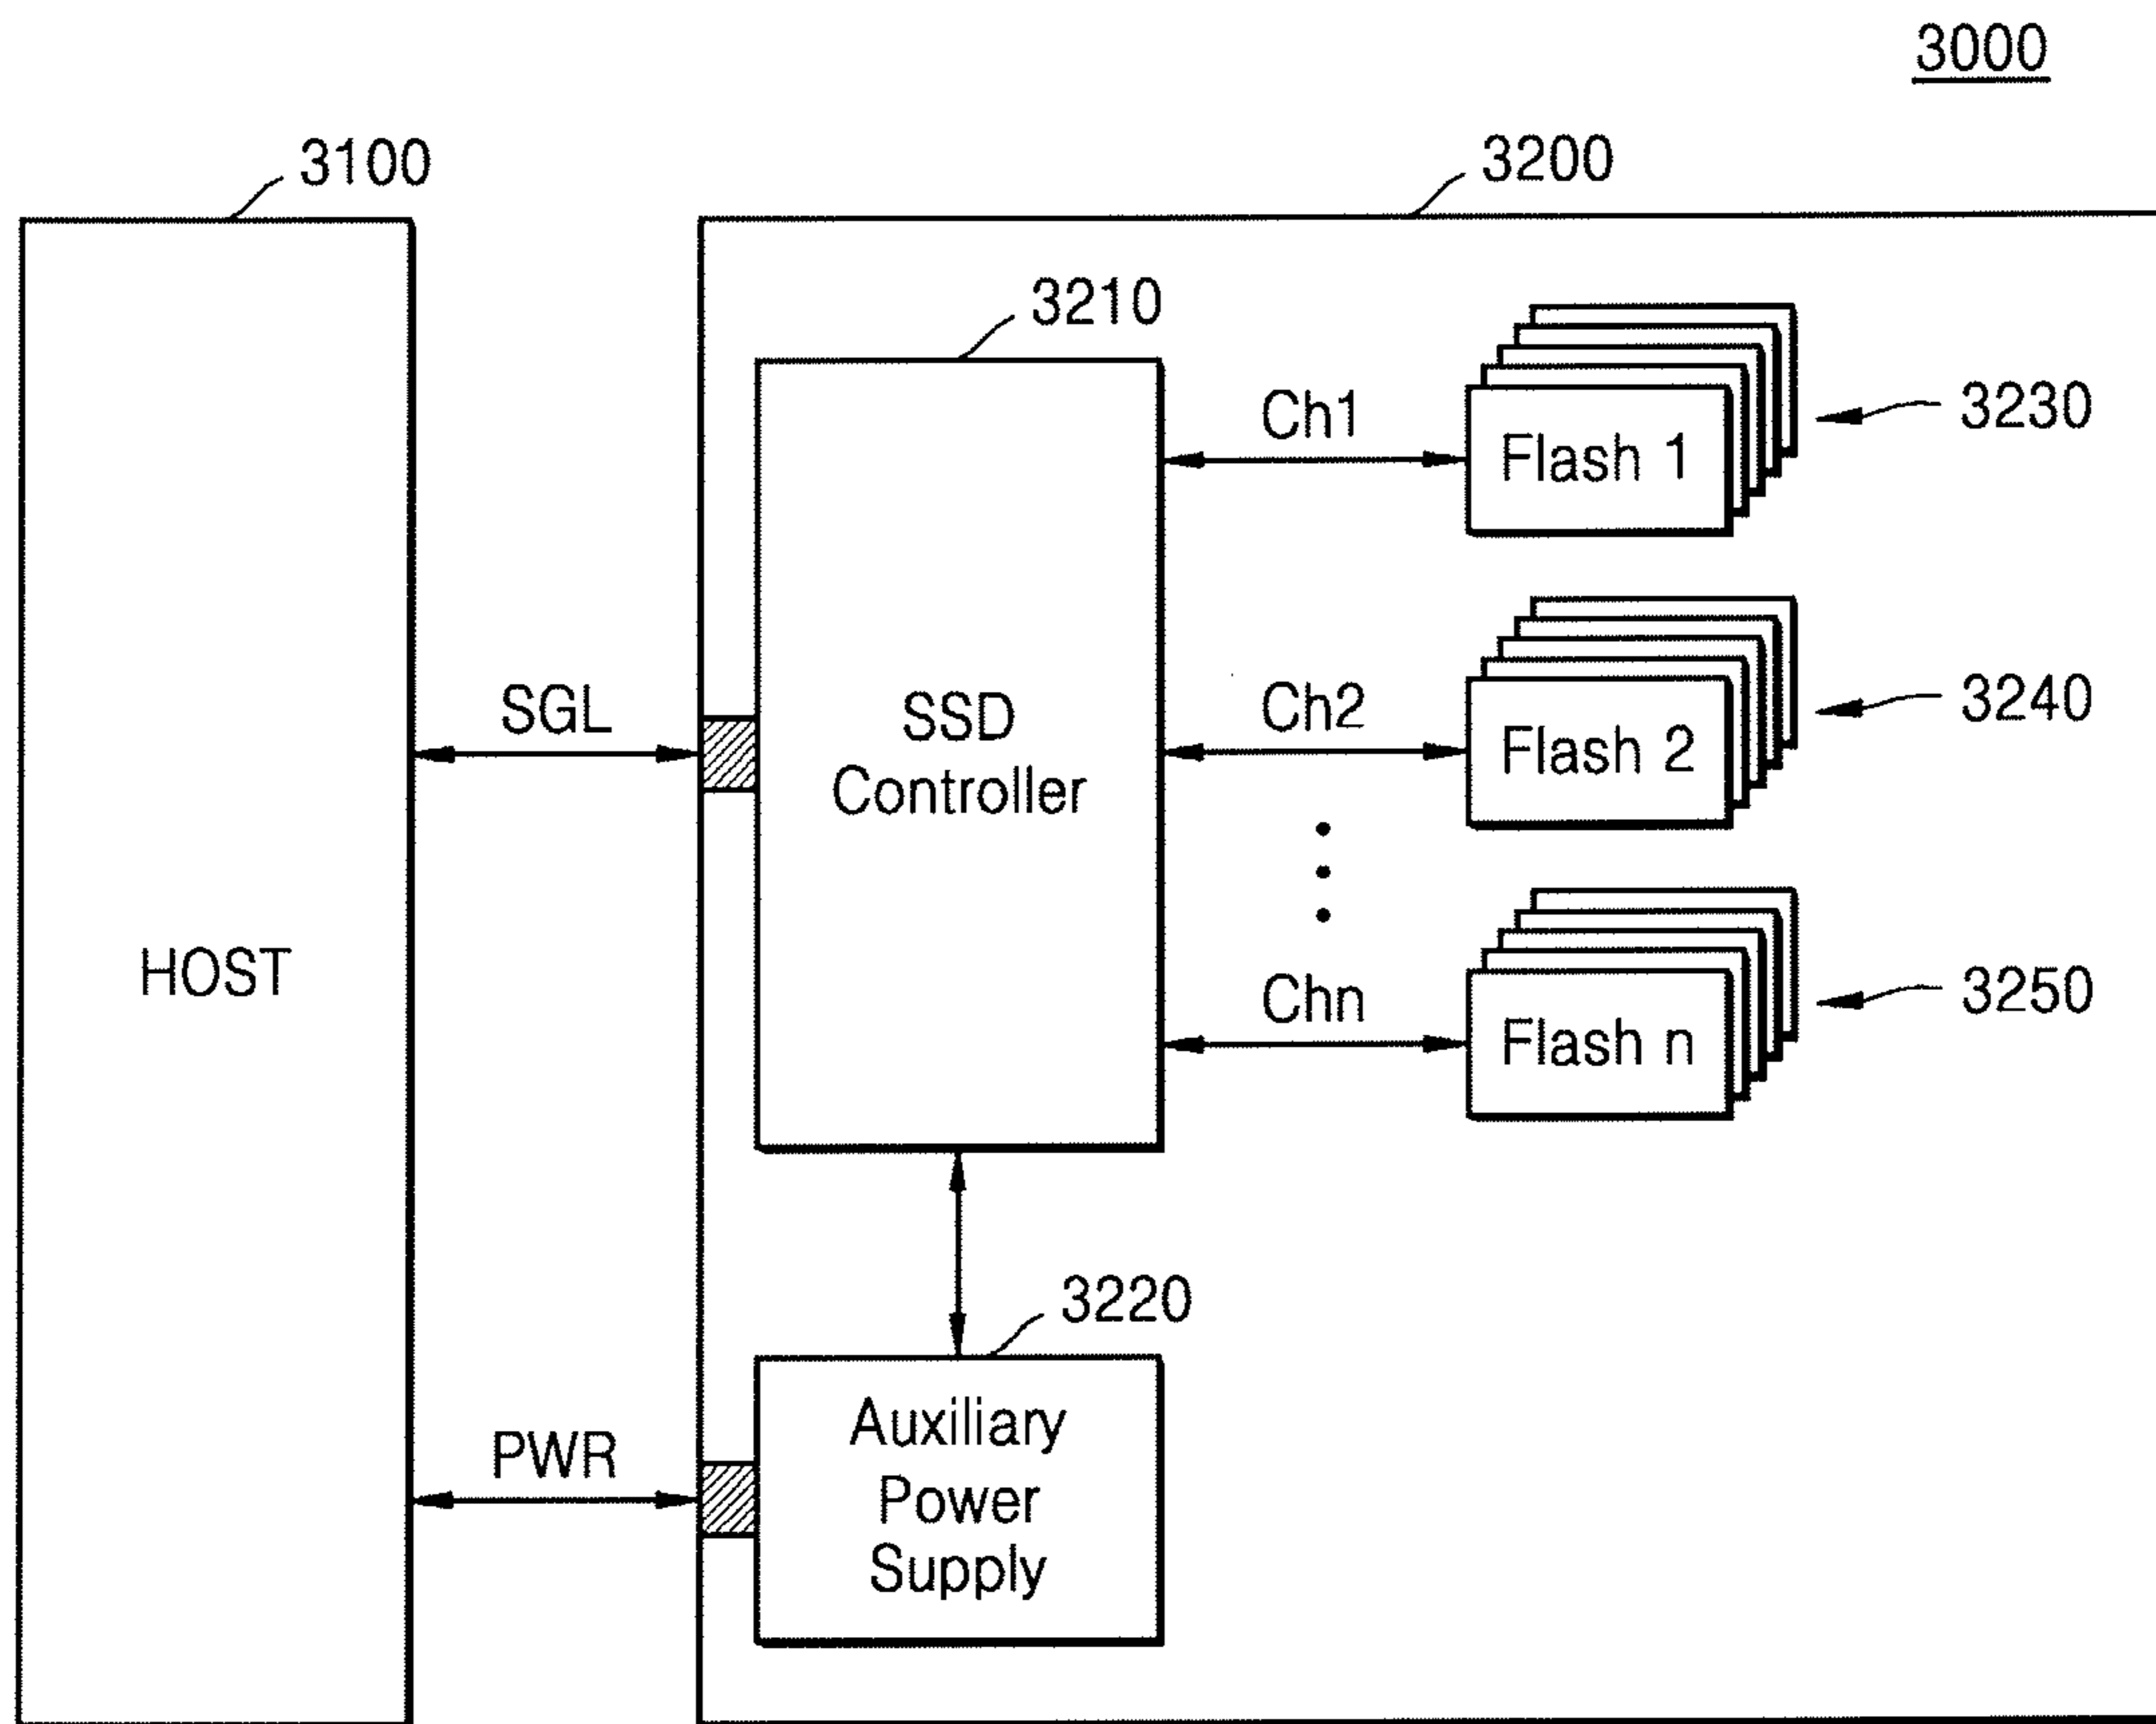 3000
3100
3200
3210
Ch1
Flash 1
3230
SGL
SSD
Controller
Ch2
Flash 2
3240
HOST
Chn
Flash n
3250
3220
PWR
Auxiliary
Power
Supply